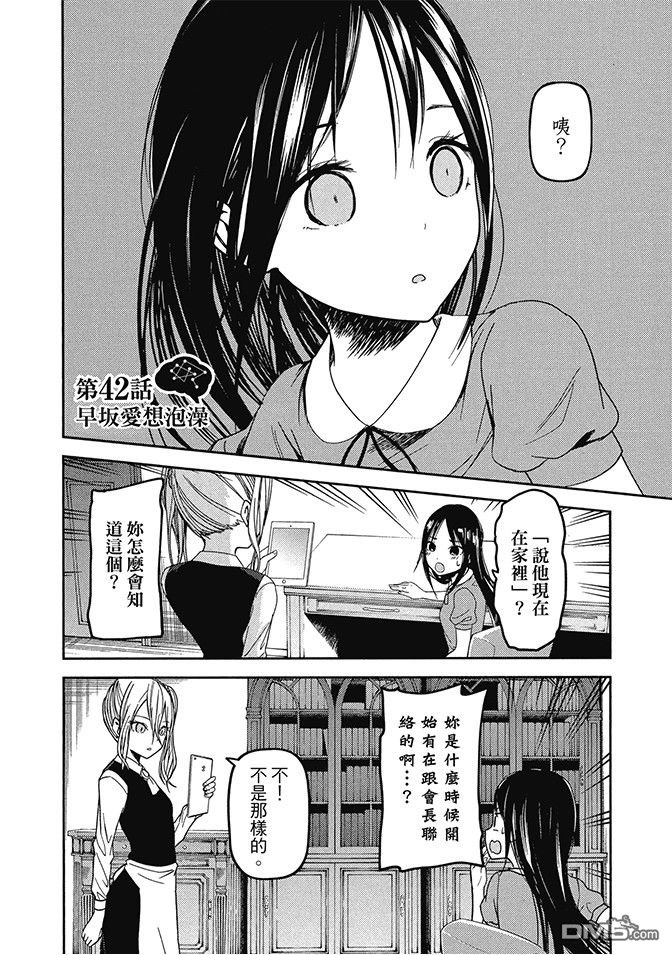 咦？
第42話
早坂愛想泡澡
「說他現在
在家裡」？
妳怎麼會知
道這個？
妳是什麼時候開
始有在跟會長聯
絡的啊…？
不！
不是那樣的。
DM5.com